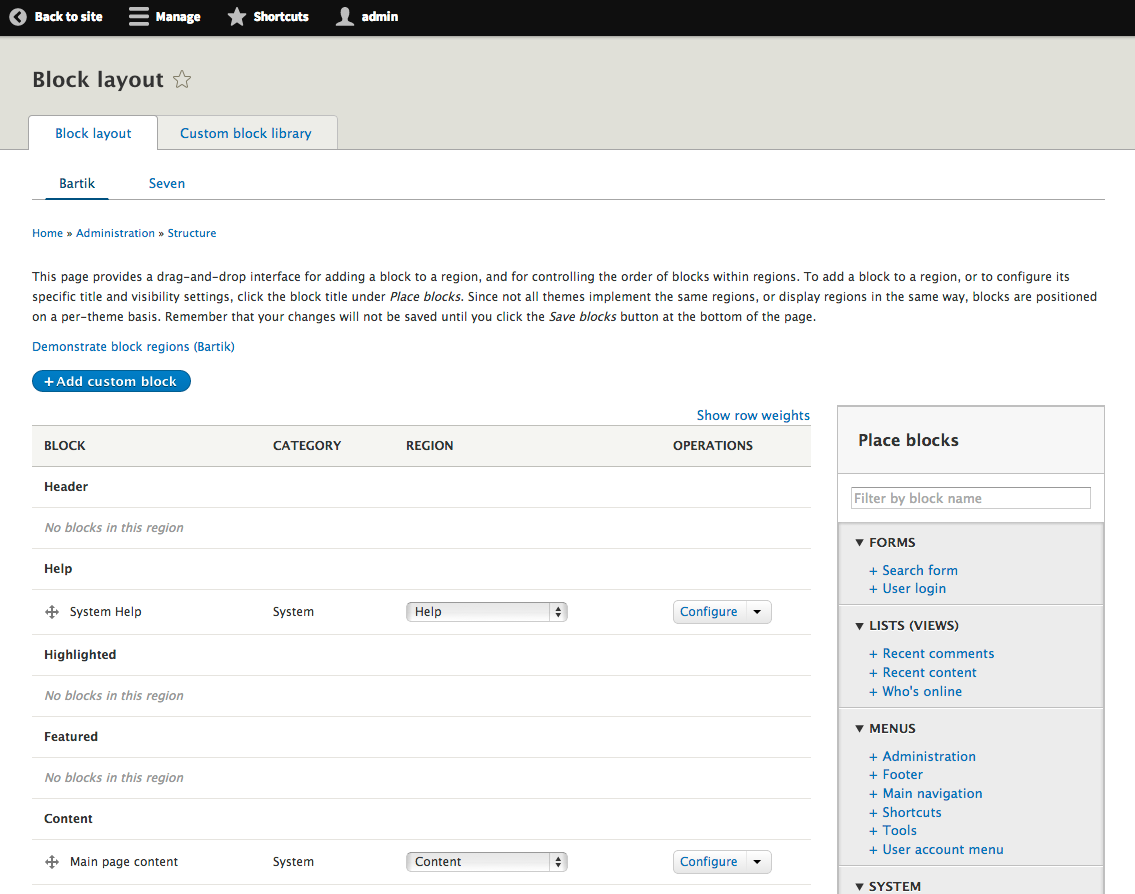 Back to site Manage Shortcuts admin
Block layout
Block layout Custom block library
Bartik Seven
Home » Administration » Structure
This page provides a drag-and-drop interface for adding a block to a region, and for controlling the order of blocks within regions. To add a block to a region, or to configure its
specific title and visibility settings, click the block title under Place blocks. Since not all themes implement the same regions, or display regions in the same way, blocks are positioned
on a per-theme basis. Remember that your changes will not be saved until you click the Save blocks button at the bottom of the page.
Demonstrate block regions (Bartik)
+ Add custom block
Show row weights
BLOCK CATEGORY REGION OPERATIONS
Header
No blocks in this region
Help
System Help System Help Configure
Highlighted
No blocks in this region
Featured
No blocks in this region
Content
Main page content System Content Configure
Place blocks
Filter by block name
FORMS
+ Search form
+ User login
LISTS (VIEWS)
+ Recent comments
+ Recent content
+ Who's online
MENUS
+ Administration
+ Footer
+ Main navigation
+ Shortcuts
+ Tools
+ User account menu
SYSTEM